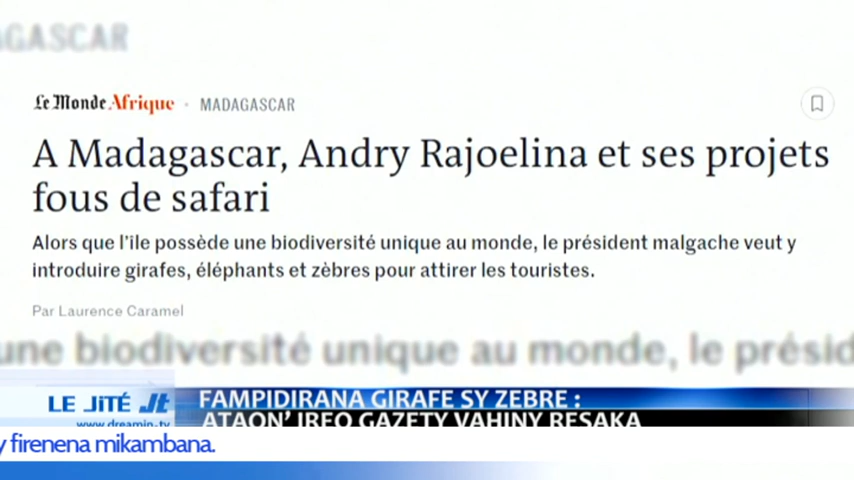 AGASCAR
Le Monde Afrique • MADAGASCAR
A Madagascar, Andry Rajoelina et ses projets
fous de safari
Alors que l'île possède une biodiversité unique au monde, le président malgache veut y
introduire girafes, éléphants et zèbres pour attirer les touristes.
Par Laurence Caramel
une biodiversité unique au monde, le présid
LE JiTÉ Jt
www.dreamin.tv
FAMPIDIRANA GIRAFE SY ZEBRE :
ATAON' IREO GAZETY VAHINY RESAKA
y firenena mikambana.